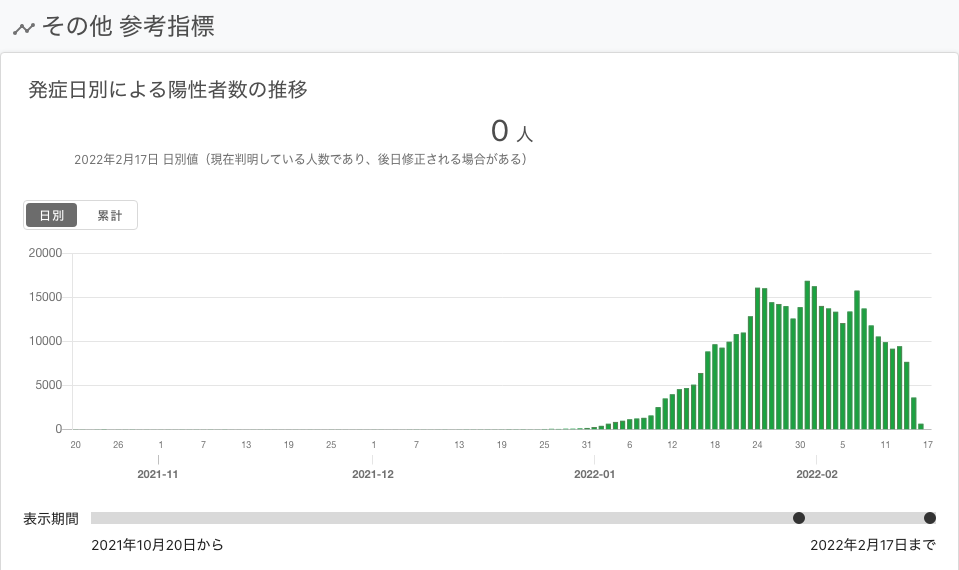 その他 参考指標
発症日別による陽性者数の推移
0 人
2022年2月17日 日別値（現在判明している人数であり、後日修正される場合がある）
日別 累計
20000
15000
10000
5000
0
20 26 1 7 13 19 25 1 7 13 19 25 31 6 12 18 24 30 5 11 17
2021-11 2021-12 2022-01 2022-02
表示期間
2021年10月20日から 2022年2月17日まで